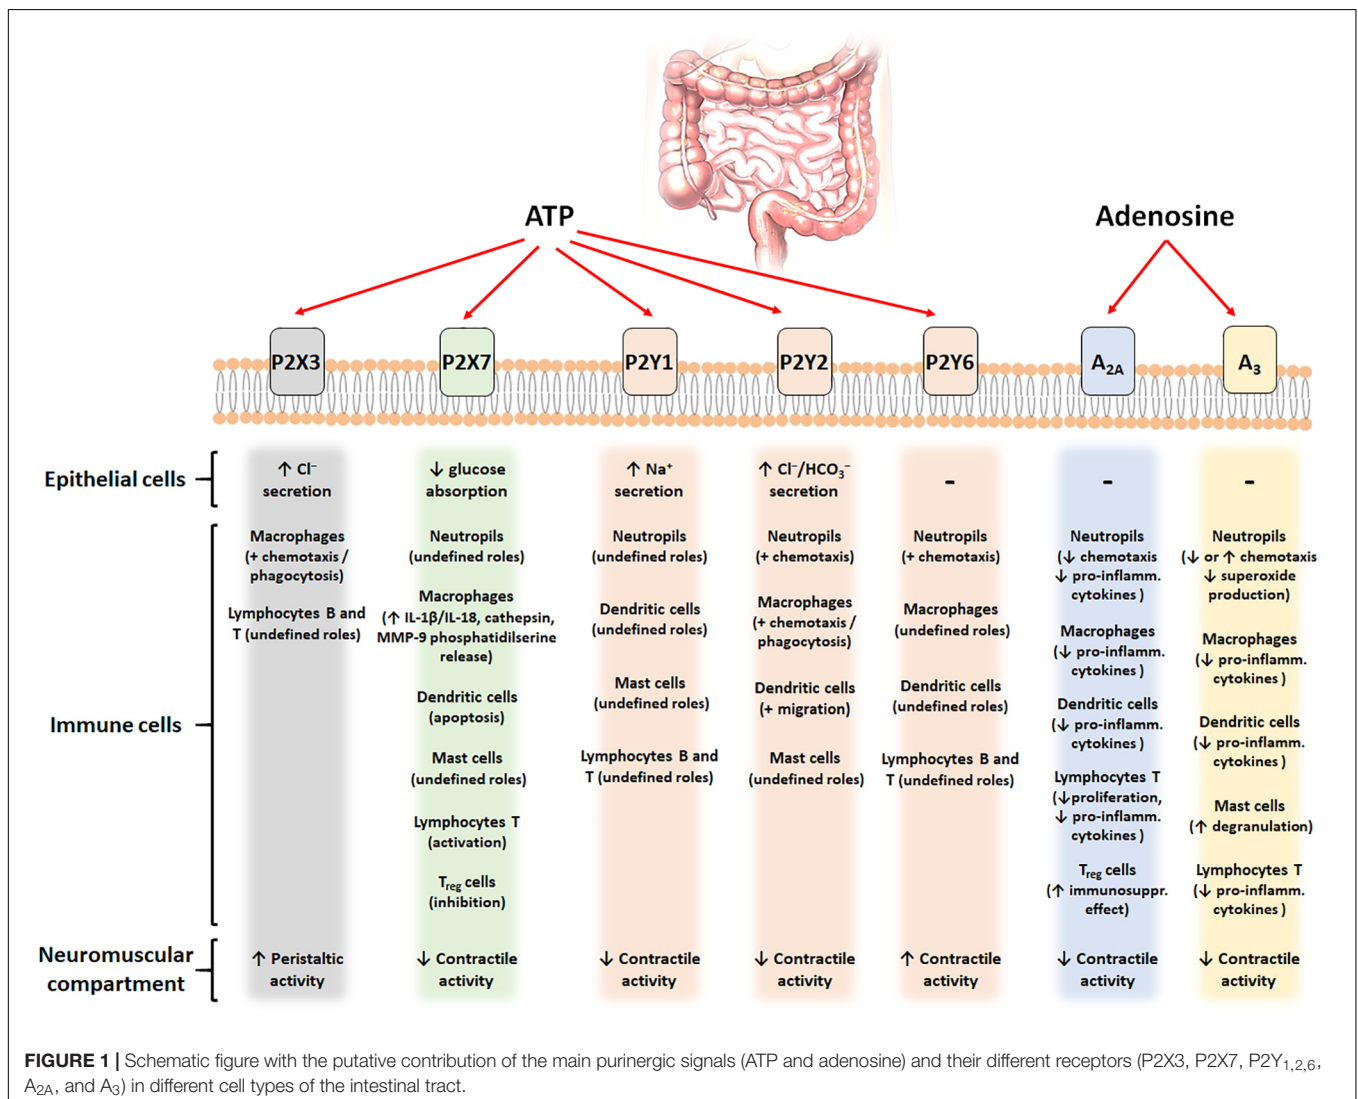 ATP
Adenosine
P2X3
P2X7
P2Y1
P2Y2
P2Y6
A2A
A3
Epithelial cells
↑ Cl⁻
secretion
↓ glucose
absorption
↑ Na⁺
secretion
↑ Cl⁻/HCO₃⁻
secretion
-
-
-
Immune cells
Macrophages
(+ chemotaxis /
phagocytosis)
Lymphocytes B and
T (undefined roles)
Neutropils
(undefined roles)
Macrophages
(↑ IL-1β/IL-18, cathepsin,
MMP-9 phosphatidilserine
release)
Dendritic cells
(apoptosis)
Mast cells
(undefined roles)
Lymphocytes T
(activation)
Treg cells
(inhibition)
Neutropils
(undefined roles)
Dendritic cells
(undefined roles)
Mast cells
(undefined roles)
Lymphocytes B and
T (undefined roles)
Neutropils
(+ chemotaxis)
Macrophages
(+ chemotaxis /
phagocytosis)
Dendritic cells
(+ migration)
Mast cells
(undefined roles)
Neutropils
(+ chemotaxis)
Macrophages
(undefined roles)
Dendritic cells
(undefined roles)
Lymphocytes B and
T (undefined roles)
Neutropils
(↓ chemotaxis
↓ pro-inflamm.
cytokines )
Macrophages
(↓ pro-inflamm.
cytokines )
Dendritic cells
(↓ pro-inflamm.
cytokines )
Lymphocytes T
(↓proliferation,
↓ pro-inflamm.
cytokines )
Treg cells
(↑ immunosuppr.
effect)
Neutropils
(↓ or ↑ chemotaxis
↓ superoxide
production)
Macrophages
(↓ pro-inflamm.
cytokines )
Dendritic cells
(↓ pro-inflamm.
cytokines )
Mast cells
(↑ degranulation)
Lymphocytes T
(↓ pro-inflamm.
cytokines )
Neuromuscular
compartment
↑ Peristaltic
activity
↓ Contractile
activity
↓ Contractile
activity
↓ Contractile
activity
↑ Contractile
activity
↓ Contractile
activity
↓ Contractile
activity
FIGURE 1 | Schematic figure with the putative contribution of the main purinergic signals (ATP and adenosine) and their different receptors (P2X3, P2X7, P2Y1,2,6,
A2A, and A3) in different cell types of the intestinal tract.